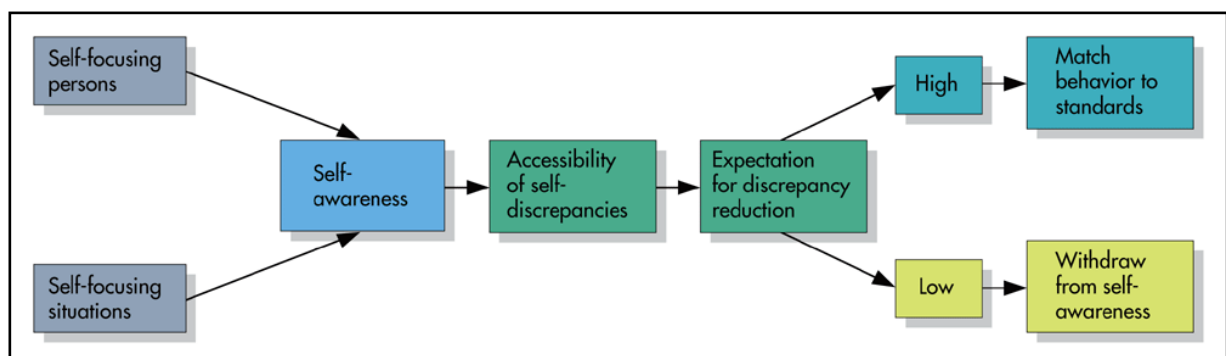 Self-focusing
persons
Self-focusing
situations
Self-
awareness
Accessibility
of self-
discrepancies
Expectation
for discrepancy
reduction
High
Match
behavior to
standards
Low
Withdraw
from self-
awareness